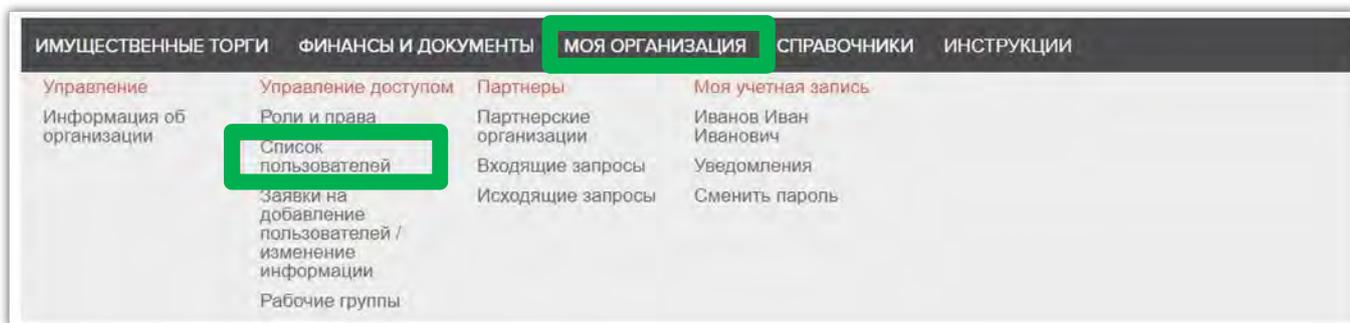 ИМУЩЕСТВЕННЫЕ ТОРГИ ФИНАНСЫ И ДОКУМЕНТЫ МОЯ ОРГАНИЗАЦИЯ СПРАВОЧНИКИ ИНСТРУКЦИИ
Управление
Информация об
организации
Управление доступом
Роли и права
Список
пользователей
Заявки на
добавление
пользователей /
изменение
информации
Рабочие группы
Партнеры
Партнерские
организации
Входящие запросы
Исходящие запросы
Моя учетная запись
Иванов Иван
Иванович
Уведомления
Сменить пароль